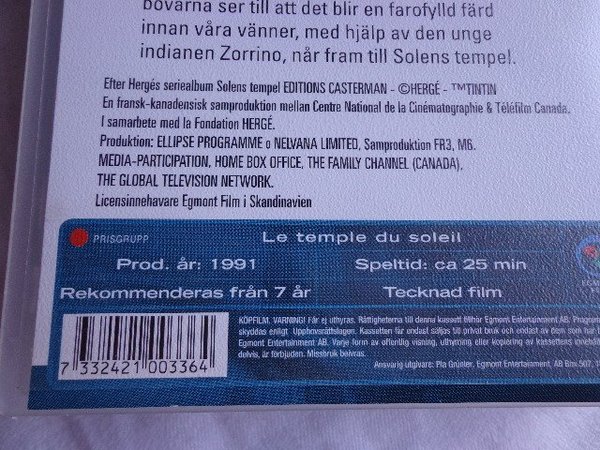 bovarna ser till att det blir en farofylld färd
innan våra vänner, med hjälp av den unge
indianen Zorrino, når fram till Solens tempel.
Efter Hergés seriealbum Solens tempel EDITIONS CASTERMAN - ©HERGÉ - ™TINTIN
En fransk-kanadensisk samproduktion mellan Centre National de la Cinématographie & Téléfilm Canada.
I samarbete med la Fondation HERGÉ.
Produktion: ELLIPSE PROGRAMME o NELVANA LIMITED, Samproduktion FR3, M6.
MEDIA-PARTICIPATION, HOME BOX OFFICE, THE FAMILY CHANNEL (CANADA),
THE GLOBAL TELEVISION NETWORK.
Licensinnehavare Egmont Film i Skandinavien
PRISGRUPP
Le temple du soleil
Prod. år: 1991
Speltid: ca 25 min
Rekommenderas från 7 år
Tecknad film
KÖPFILM, VARNING! Får ej uthyras. Rättigheterna till denna kassett tillhör Egmont Entertainment AB. Program
skyddas enligt Upphovsrättslagen. Kassetten får endast säljas till privat bruk och endast av dem som har
Egmont Entertainment AB. Varje form av offentlig visning, uthyrning eller kopiering av kassettens innehåll
delvis, är förbjuden. Missbruk beivras.
Ansvarig utgivare: Pia Grünler, Egmont Entertainment, AB Box 507,
7 332421 003364